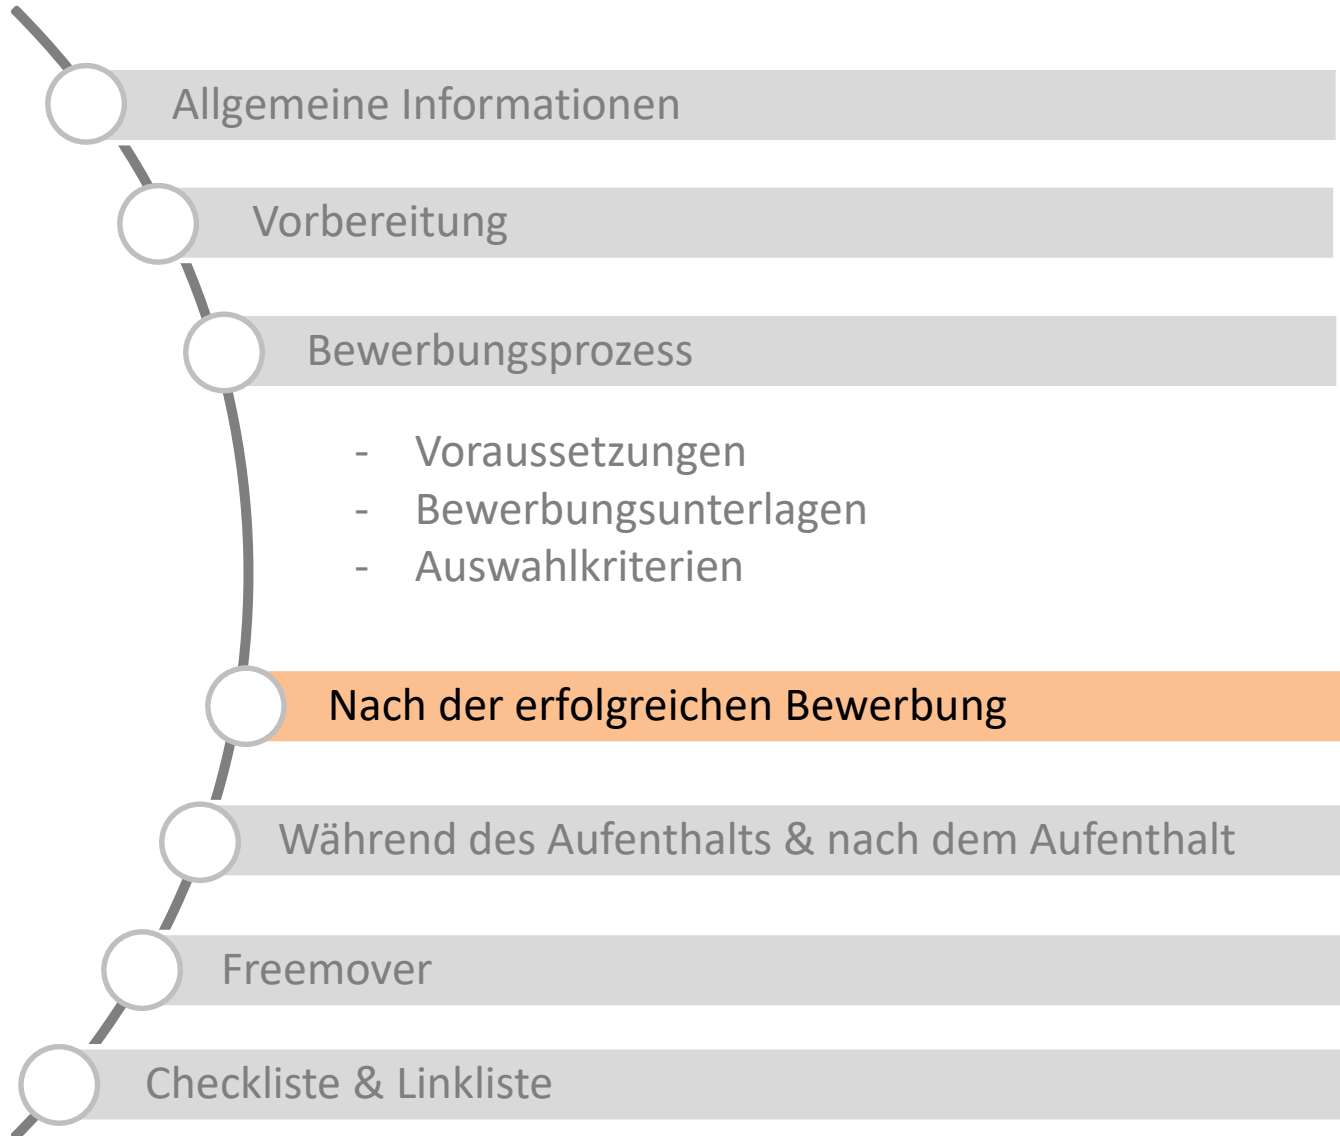 Allgemeine Informationen
Vorbereitung
Bewerbungsprozess
- Voraussetzungen
- Bewerbungsunterlagen
- Auswahlkriterien
Nach der erfolgreichen Bewerbung
Während des Aufenthalts & nach dem Aufenthalt
Freemover
Checkliste & Linkliste